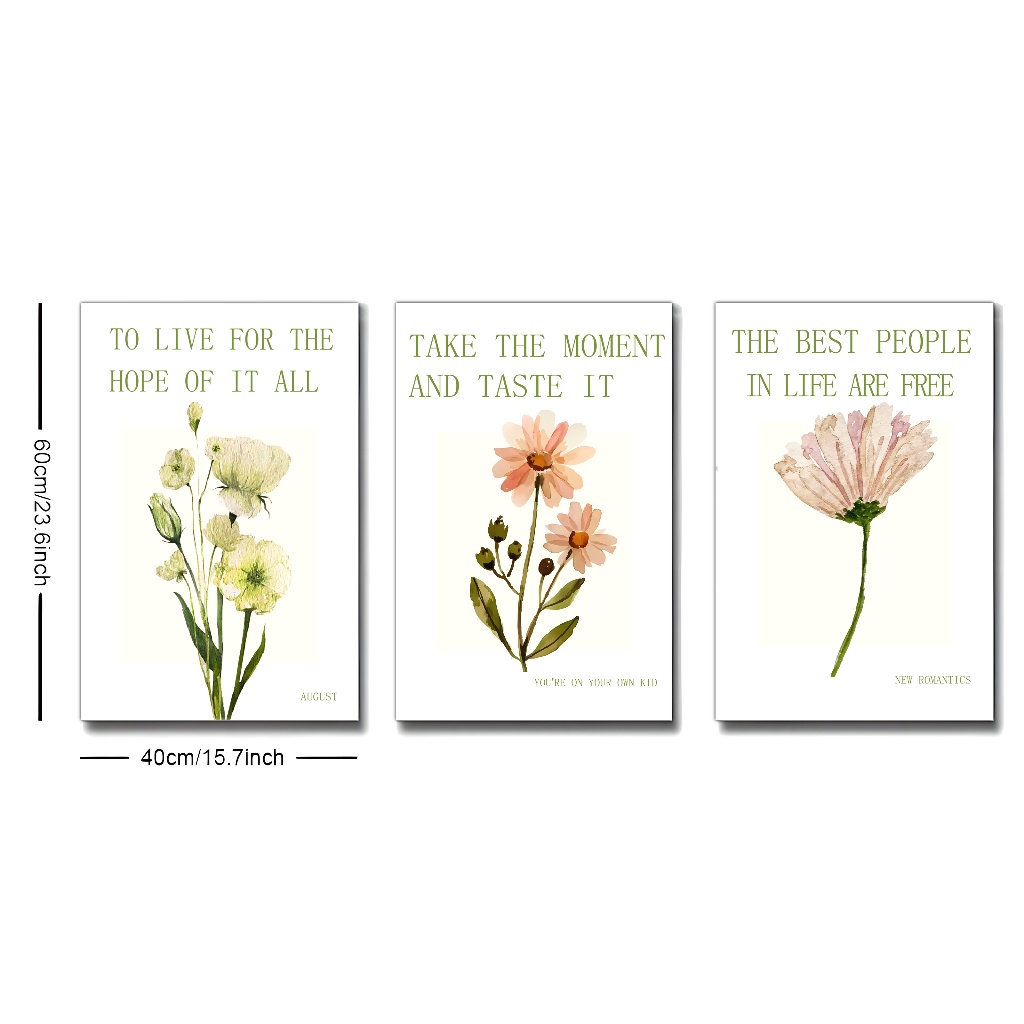 TO LIVE FOR THE
HOPE OF IT ALL
AUGUST
TAKE THE MOMENT
AND TASTE IT
YOU'RE ON YOUR OWN KID
THE BEST PEOPLE
IN LIFE ARE FREE
NEW ROMANTICS
60cm/23.6inch
40cm/15.7inch